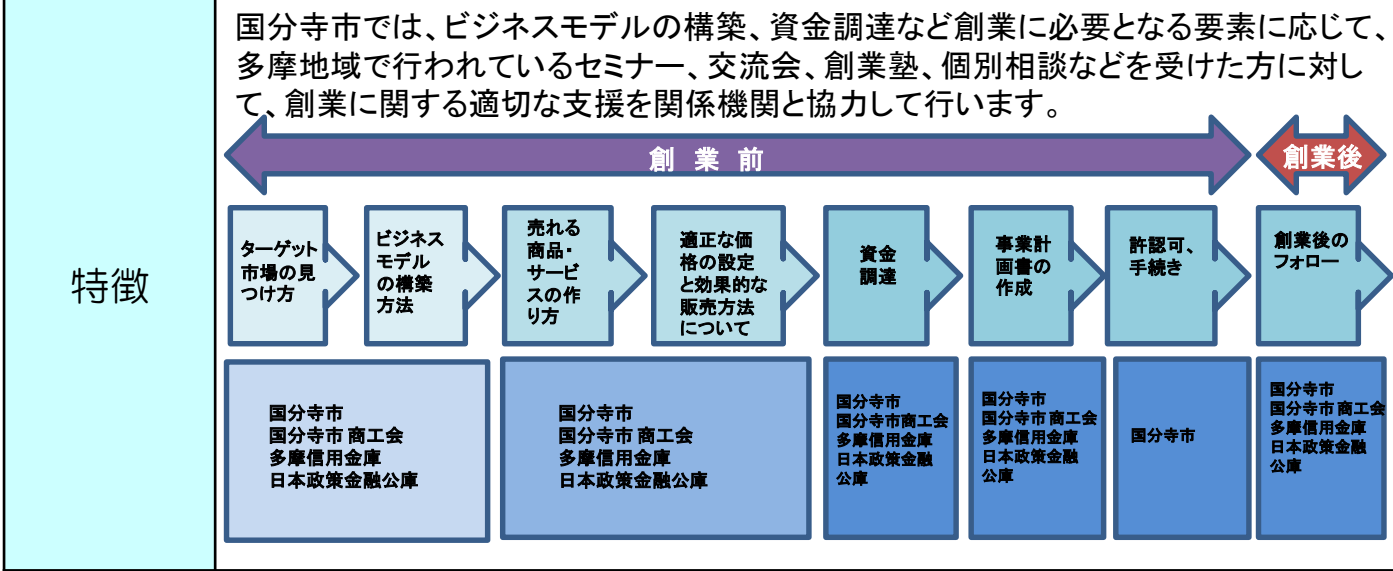 特徴
国分寺市では、ビジネスモデルの構築、資金調達など創業に必要となる要素に応じて、
多摩地域で行われているセミナー、交流会、創業塾、個別相談などを受けた方に対し
て、創業に関する適切な支援を関係機関と協力して行います。
創 業 前
創業後
ターゲット
市場の見
つけ方
ビジネス
モデル
の構築
方法
売れる
商品・
サービ
スの作
り方
適正な価
格の設定
と効果的な
販売方法
について
資金
調達
事業計
画書の
作成
許認可、
手続き
創業後の
フォロー
国分寺市
国分寺市 商工会
多摩信用金庫
日本政策金融公庫
国分寺市
国分寺市 商工会
多摩信用金庫
日本政策金融公庫
国分寺市
国分寺市商工会
多摩信用金庫
日本政策金融
公庫
国分寺市
国分寺市 商工会
多摩信用金庫
日本政策金融
公庫
国分寺市
国分寺市
国分寺市 商工会
多摩信用金庫
日本政策金融
公庫